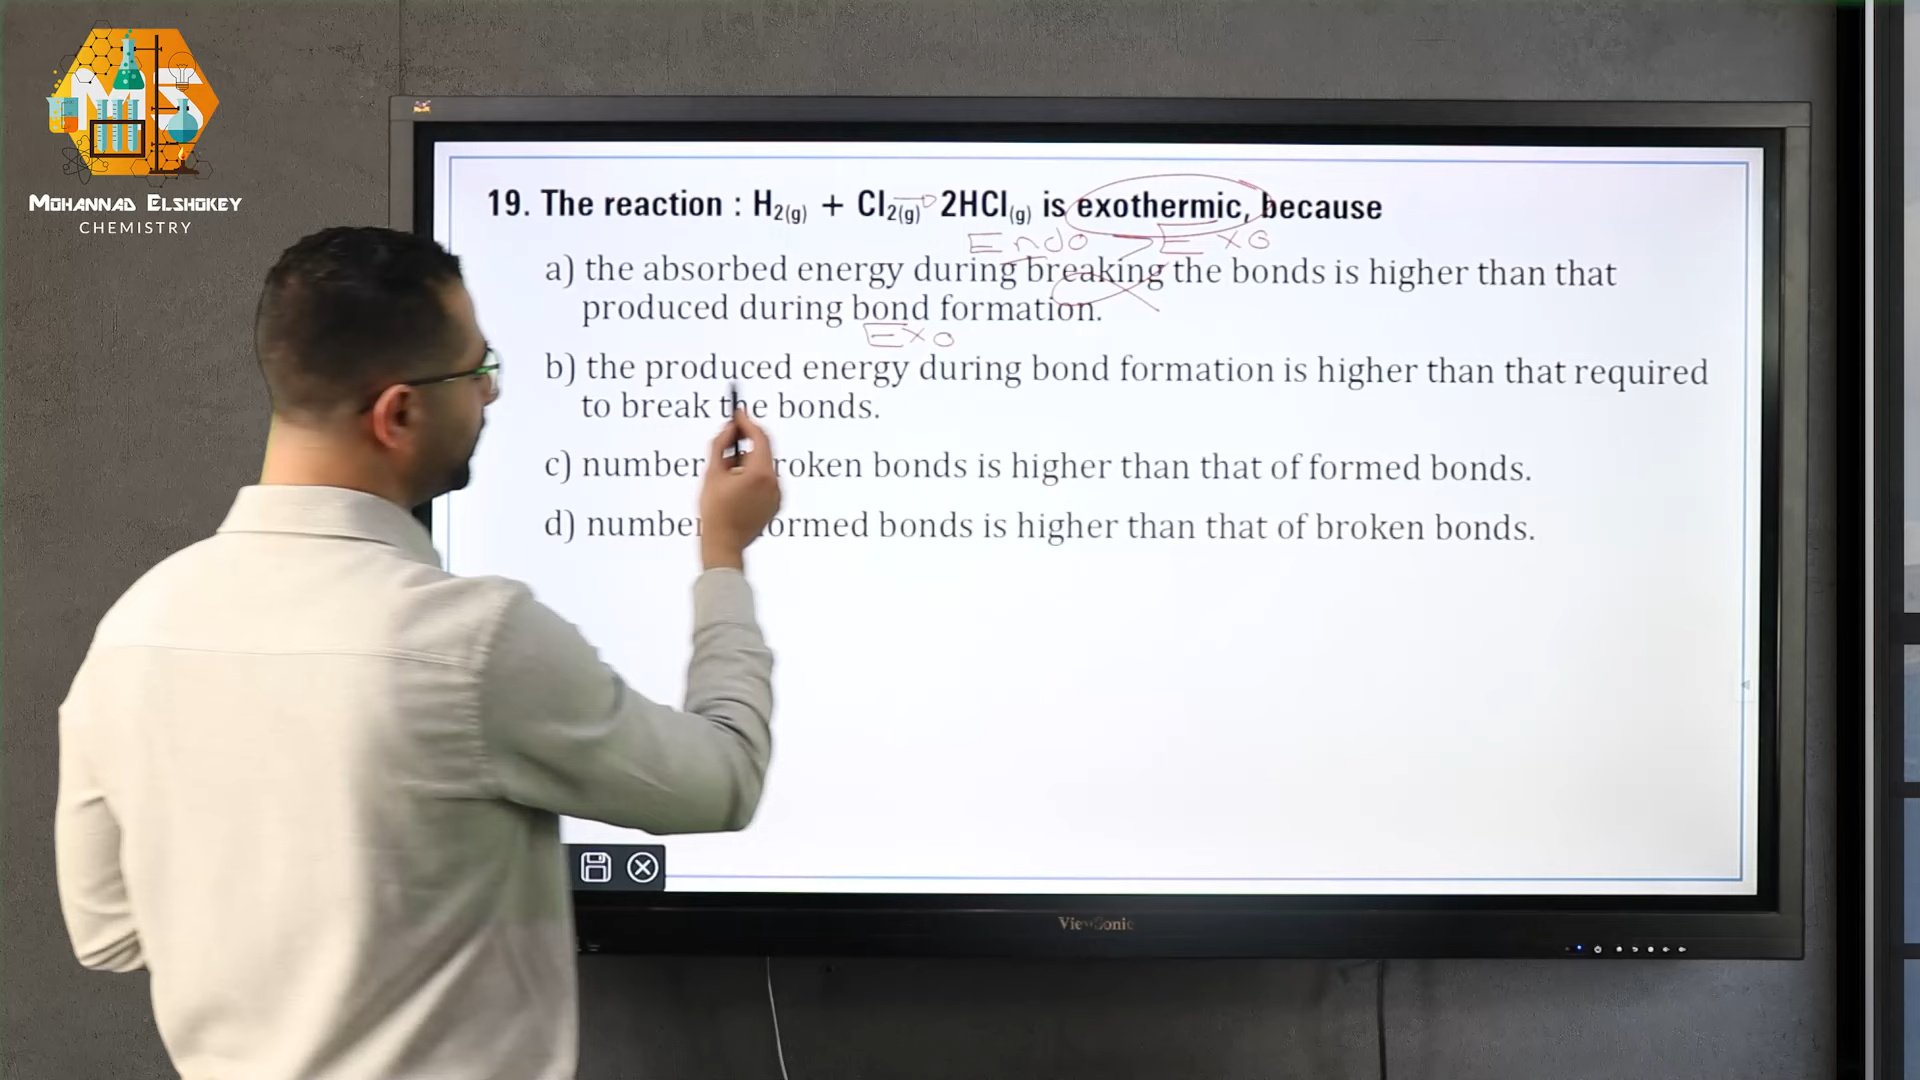 MS
MOHANNAD ELSHOKEY
CHEMISTRY
19. The reaction : H₂(g) + Cl₂(g) → 2HCl(g) is exothermic, because
Endo > Exo
a) the absorbed energy during breaking the bonds is higher than that
produced during bond formation.
Exo
b) the produced energy during bond formation is higher than that required
to break the bonds.
c) number roken bonds is higher than that of formed bonds.
d) number ormed bonds is higher than that of broken bonds.
ViewSonic